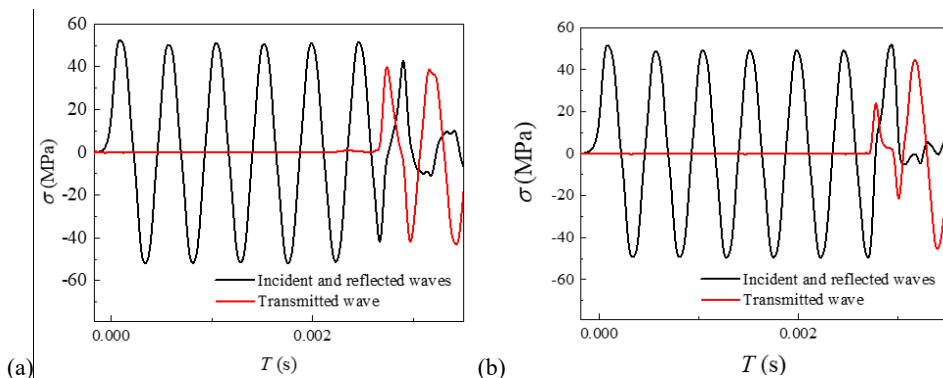 60
40
20
0
-20
-40
-60
σ (MPa)
Incident and reflected waves
Transmitted wave
0.000
0.002
T (s)
(a)
60
40
20
0
-20
-40
-60
σ (MPa)
Incident and reflected waves
Transmitted wave
0.000
0.002
T (s)
(b)